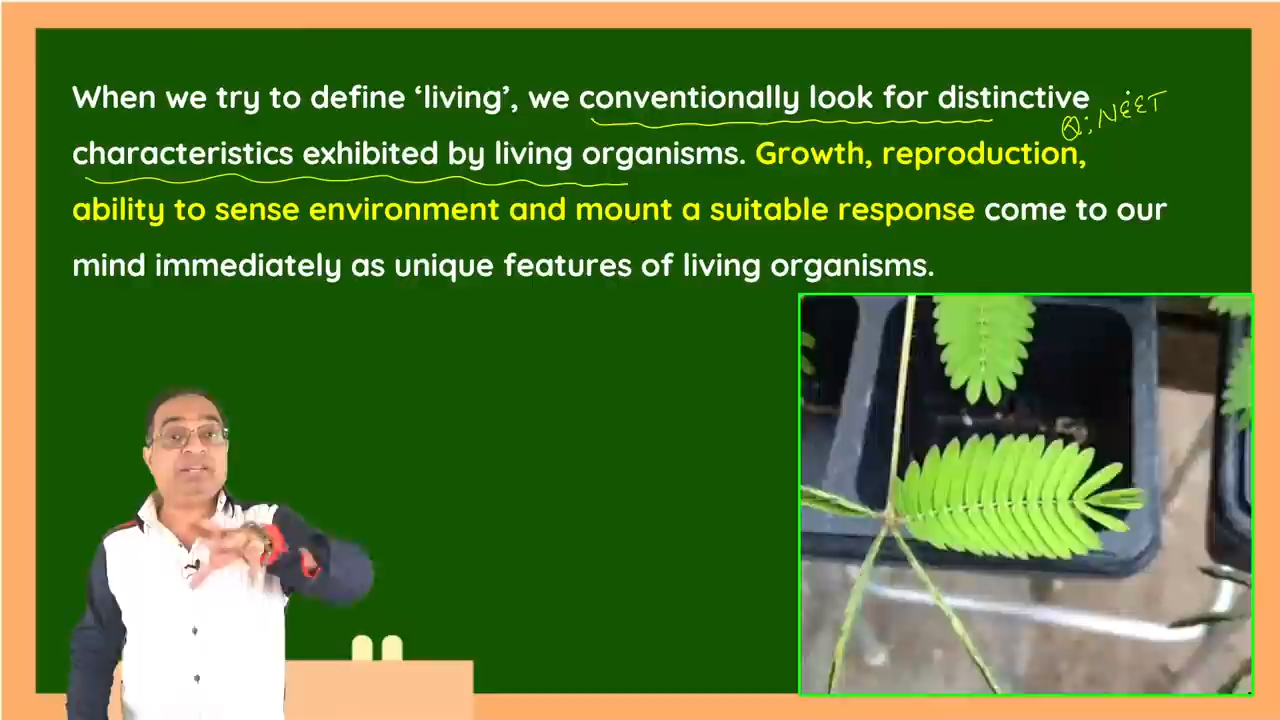 When we try to define ‘living’, we conventionally look for distinctive
Q: NEET
characteristics exhibited by living organisms. Growth, reproduction,
ability to sense environment and mount a suitable response come to our
mind immediately as unique features of living organisms.